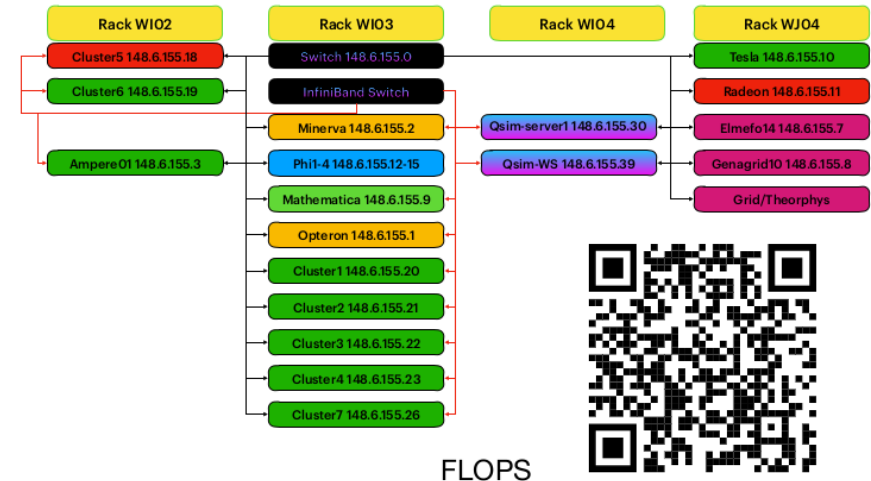 Rack WI02
Rack WI03
Rack WI04
Rack WJ04
Cluster5 148.6.155.18
Switch 148.6.155.0
Tesla 148.6.155.10
Cluster6 148.6.155.19
InfiniBand Switch
Radeon 148.6.155.11
Minerva 148.6.155.2
Qsim-server1 148.6.155.30
Elmefo14 148.6.155.7
Ampere01 148.6.155.3
Phi1-4 148.6.155.12-15
Qsim-WS 148.6.155.39
Genagrid10 148.6.155.8
Mathematica 148.6.155.9
Grid/Theorphys
Opteron 148.6.155.1
Cluster1 148.6.155.20
Cluster2 148.6.155.21
Cluster3 148.6.155.22
Cluster4 148.6.155.23
Cluster7 148.6.155.26
FLOPS